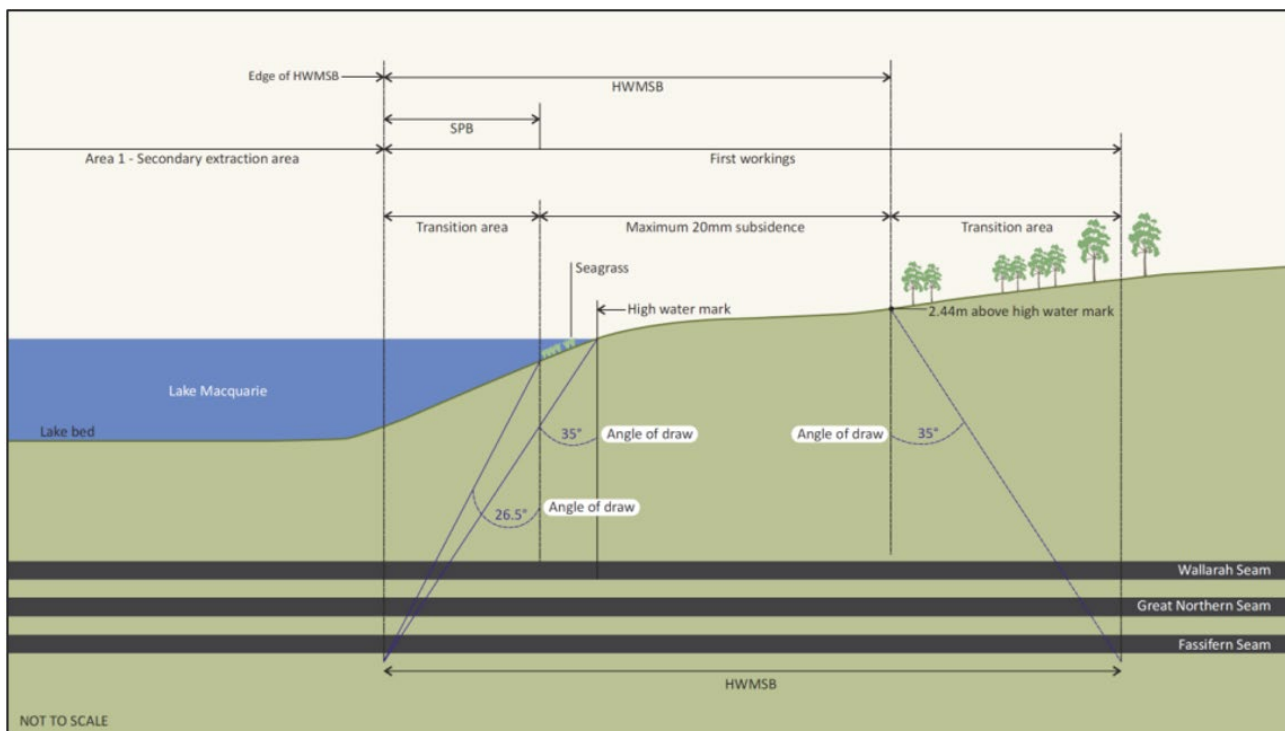 Edge of HWMSB
HWMSB
SPB
Area 1 - Secondary extraction area
First workings
Transition area
Maximum 20mm subsidence
Transition area
Seagrass
High water mark
2.44m above high water mark
Lake Macquarie
Lake bed
35°
Angle of draw
Angle of draw
35°
26.5°
Angle of draw
Wallarah Seam
Great Northern Seam
Fassifern Seam
HWMSB
NOT TO SCALE